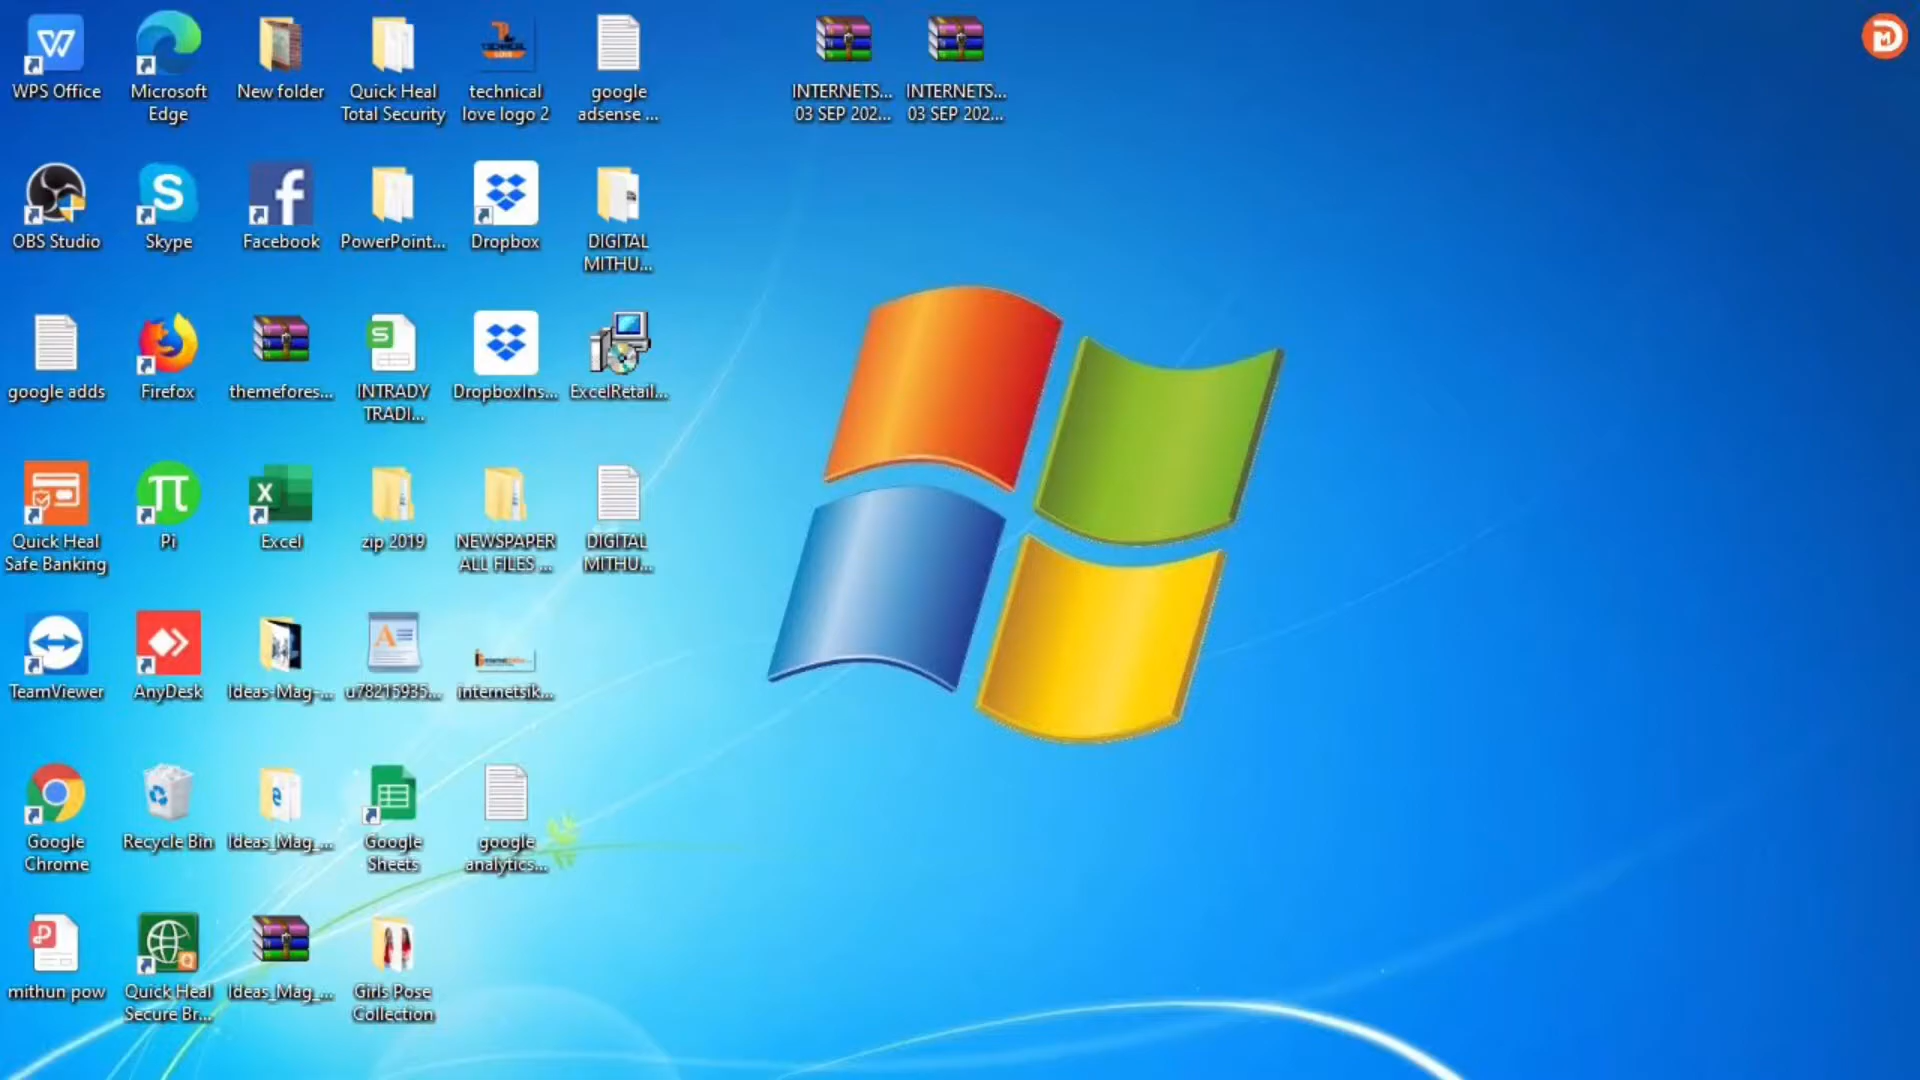 WPS Office
Microsoft
Edge
New folder
Quick Heal
Total Security
technical
love logo 2
google
adsense ...
INTERNETS...
03 SEP 202...
INTERNETS...
03 SEP 202...
OBS Studio
Skype
Facebook
PowerPoint...
Dropbox
DIGITAL
MITHU...
google adds
Firefox
themefores...
INTRADY
TRADI...
DropboxIns...
ExcelRetail...
Quick Heal
Safe Banking
Pi
Excel
zip 2019
NEWSPAPER
ALL FILES ...
DIGITAL
MITHU...
TeamViewer
AnyDesk
Ideas-Mag-...
u78215935...
internetsik...
Google
Chrome
Recycle Bin
Ideas_Mag_...
Google
Sheets
google
analytics...
mithun pow
Quick Heal
Secure Br...
Ideas_Mag_...
Girls Pose
Collection